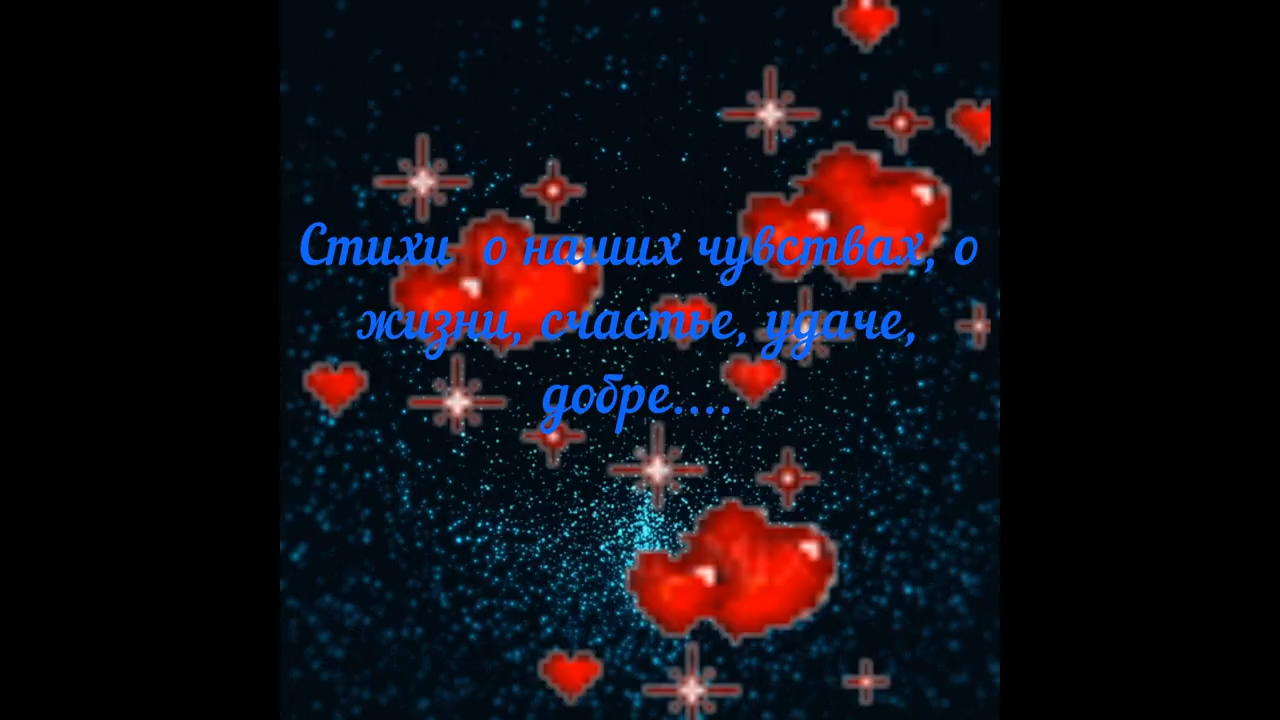 Стихи о наших чувствах, о
жизни, счастье, удаче,
добре....